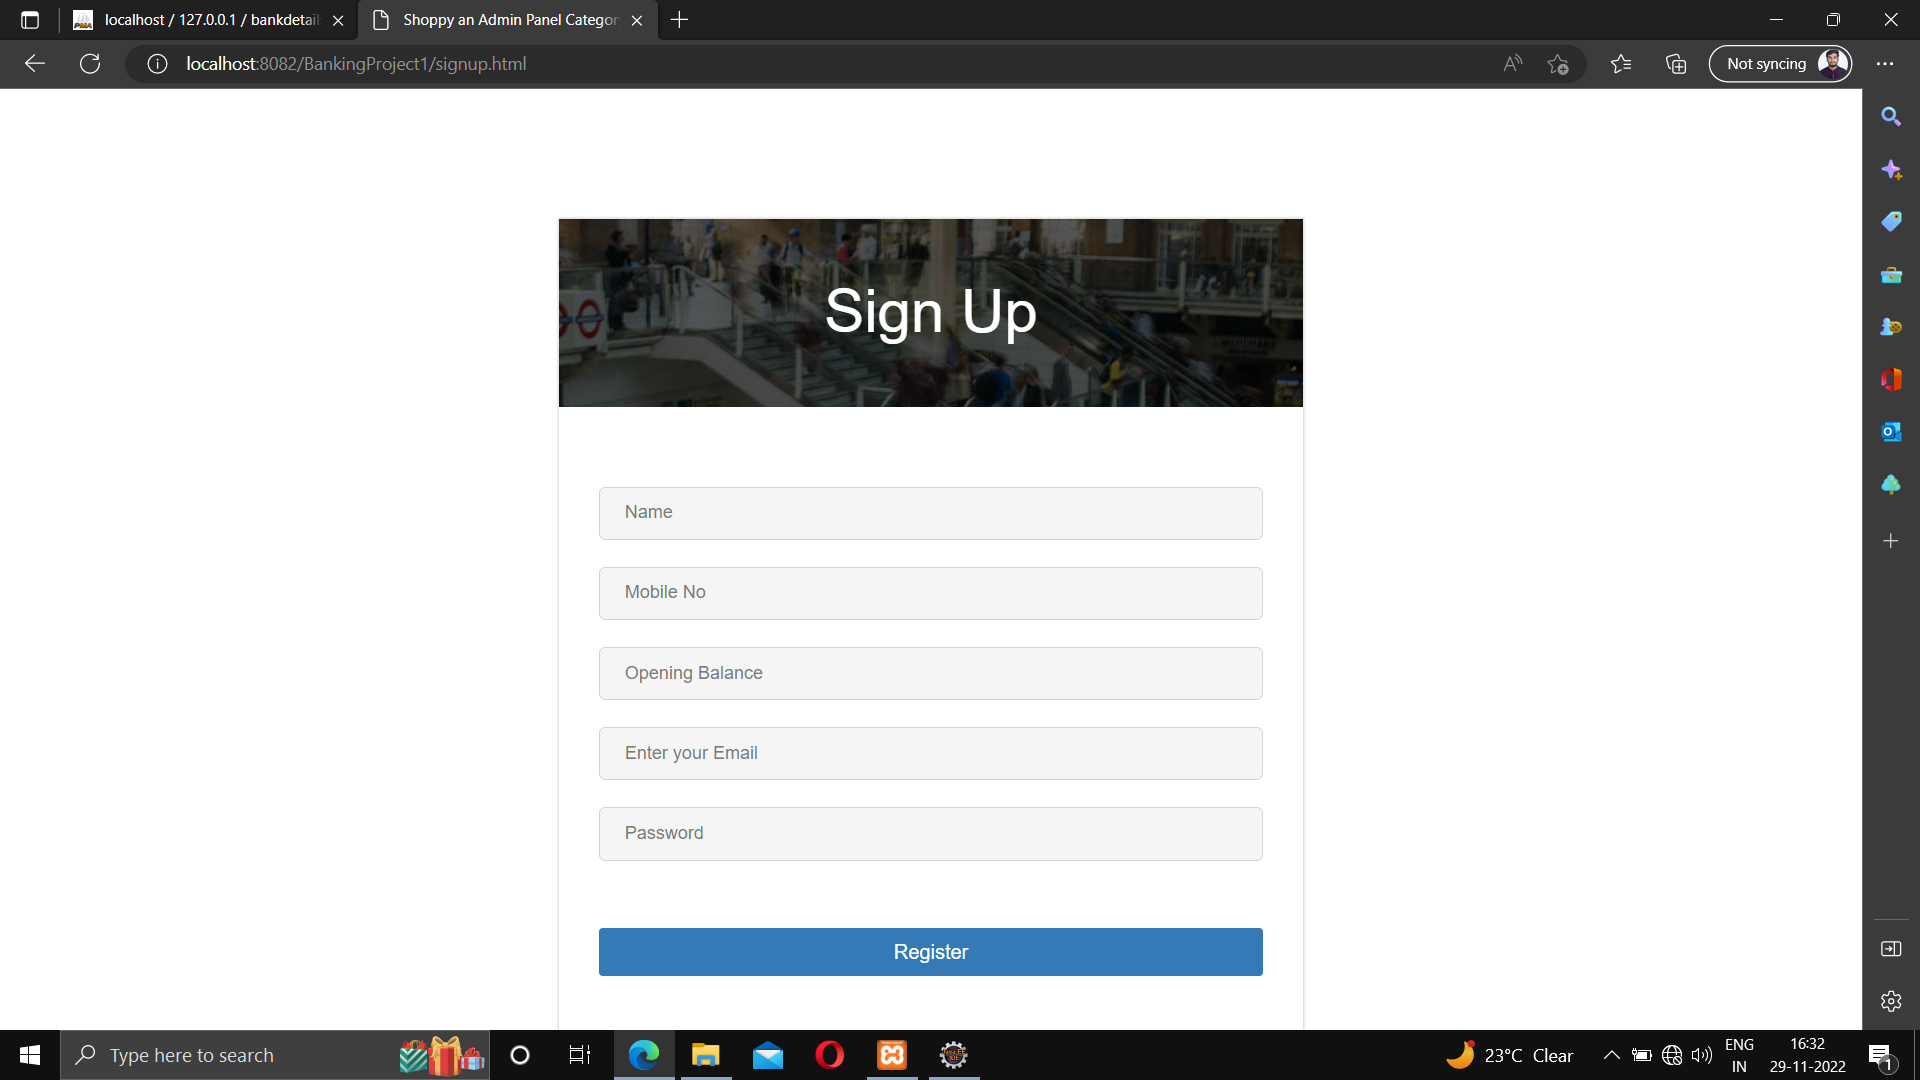 localhost / 127.0.0.1 / bankdetail
Shoppy an Admin Panel Categor
localhost:8082/BankingProject1/signup.html
Not syncing
Sign Up
Name
Mobile No
Opening Balance
Enter your Email
Password
Register
Type here to search
23°C Clear
ENG
IN
16:32
29-11-2022
1